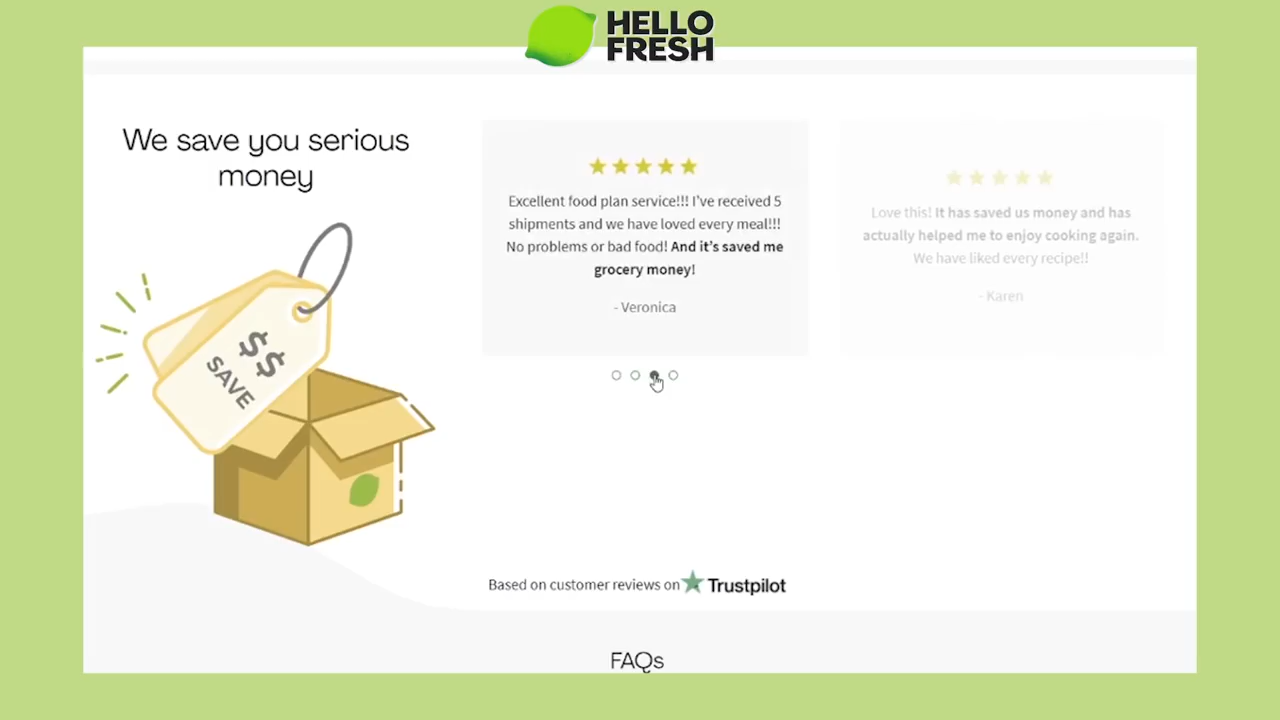 HELLO
FRESH
We save you serious
money
$$
SAVE
Excellent food plan service!!! I've received 5
shipments and we have loved every meal!!!
No problems or bad food! And it's saved me
grocery money!
- Veronica
Love this! It has saved us money and has
actually helped me to enjoy cooking again.
We have liked every recipe!!
- Karen
Based on customer reviews on Trustpilot
FAQs